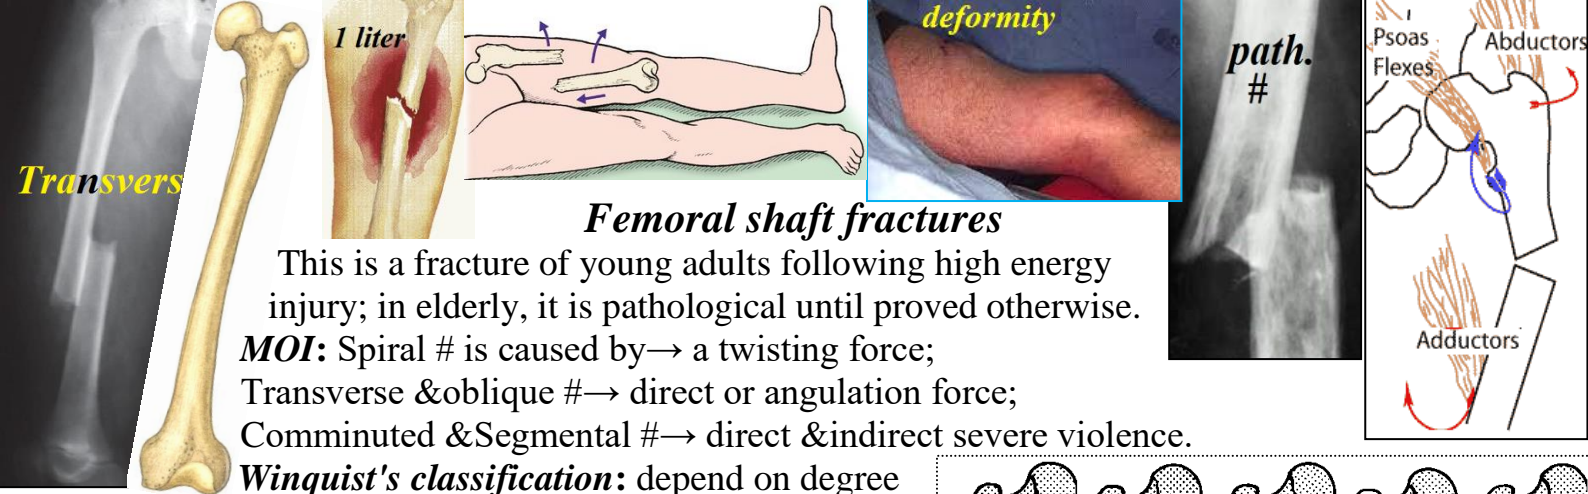 Transvers
1 liter
deformity
path.
#
Psoas
Flexes
Abductors
Adductors
Femoral shaft fractures
This is a fracture of young adults following high energy
injury; in elderly, it is pathological until proved otherwise.
MOI: Spiral # is caused by→ a twisting force;
Transverse &oblique #→ direct or angulation force;
Comminuted &Segmental #→ direct &indirect severe violence.
Winquist's classification: depend on degree